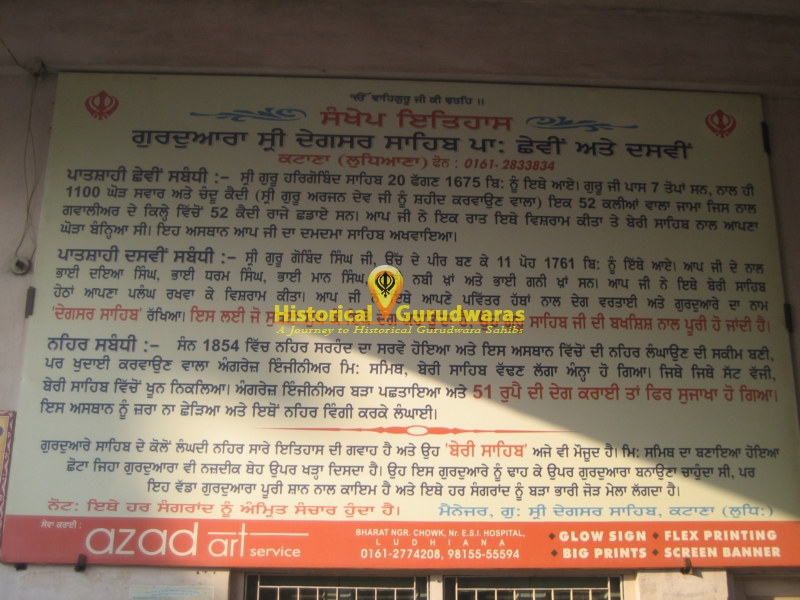 ੴ ਵਾਹਿਗੁਰੂ ਜੀ ਕੀ ਫਤਹਿ ॥
ਸੰਖੇਪ ਇਤਿਹਾਸ
ਗੁਰਦੁਆਰਾ ਸ੍ਰੀ ਦੇਗਸਰ ਸਾਹਿਬ ਪਾ: ਛੇਵੀਂ ਅਤੇ ਦਸਵੀਂ
ਕਟਾਣਾ (ਲੁਧਿਆਣਾ) ਫੋਨ : 0161-2833834
ਪਾਤਸ਼ਾਹੀ ਛੇਵੀਂ ਸਬੰਧੀ :- ਸ੍ਰੀ ਗੁਰੂ ਹਰਿਗੋਬਿੰਦ ਸਾਹਿਬ 20 ਫੱਗਣ 1675 ਬਿ: ਨੂੰ ਇਥੇ ਆਏ। ਗੁਰੂ ਜੀ ਪਾਸ 7 ਤੋਪਾਂ ਸਨ, ਨਾਲ ਹੀ
1100 ਘੋੜ ਸਵਾਰ ਅਤੇ ਚੰਦੂ ਕੈਦੀ (ਸ੍ਰੀ ਗੁਰੂ ਅਰਜਨ ਦੇਵ ਜੀ ਨੂੰ ਸ਼ਹੀਦ ਕਰਵਾਉਣ ਵਾਲਾ) ਇਕ 52 ਕਲੀਆਂ ਵਾਲਾ ਜਾਮਾ ਜਿਸ ਨਾਲ
ਗਵਾਲੀਅਰ ਦੇ ਕਿਲ੍ਹੇ ਵਿੱਚੋਂ 52 ਕੈਦੀ ਰਾਜੇ ਛਡਾਏ ਸਨ। ਆਪ ਜੀ ਨੇ ਇਕ ਰਾਤ ਇਥੇ ਵਿਸ਼ਰਾਮ ਕੀਤਾ ਤੇ ਬੇਰੀ ਸਾਹਿਬ ਨਾਲ ਆਪਣਾ
ਘੋੜਾ ਬੰਨ੍ਹਿਆ ਸੀ। ਇਹ ਅਸਥਾਨ ਆਪ ਜੀ ਦਾ ਦਮਦਮਾ ਸਾਹਿਬ ਅਖਵਾਇਆ।
ਪਾਤਸ਼ਾਹੀ ਦਸਵੀਂ ਸਬੰਧੀ :- ਸ੍ਰੀ ਗੁਰੂ ਗੋਬਿੰਦ ਸਿੰਘ ਜੀ, ਉੱਚ ਦੇ ਪੀਰ ਬਣ ਕੇ 11 ਪੋਹ 1761 ਬਿ: ਨੂੰ ਇੱਥੇ ਆਏ। ਆਪ ਜੀ ਦੇ ਨਾਲ
ਭਾਈ ਦਇਆ ਸਿੰਘ, ਭਾਈ ਧਰਮ ਸਿੰਘ, ਭਾਈ ਮਾਨ ਸਿੰਘ, ਨਬੀ ਖਾਂ ਅਤੇ ਭਾਈ ਗਨੀ ਖਾਂ ਸਨ। ਆਪ ਜੀ ਨੇ ਇਥੇ ਬੇਰੀ ਸਾਹਿਬ
ਹੇਠਾਂ ਆਪਣਾ ਪਲੰਘ ਰਖਵਾ ਕੇ ਵਿਸ਼ਰਾਮ ਕੀਤਾ। ਆਪ ਜੀ ਇਥੇ ਆਪਣੇ ਪਵਿੱਤਰ ਹੱਥਾਂ ਨਾਲ ਦੇਗ ਵਰਤਾਈ ਅਤੇ ਗੁਰਦੁਆਰੇ ਦਾ ਨਾਮ
'ਦੇਗਸਰ ਸਾਹਿਬ' ਰੱਖਿਆ। ਇਸ ਲਈ ਜੋ ਸਾਹਿਬ ਜੀ ਦੀ ਬਖਸ਼ਿਸ਼ ਨਾਲ ਪੂਰੀ ਹੋ ਜਾਂਦੀ ਹੈ।
Historical Gurudwaras
A Journey to Historical Gurudwara Sahibs
ਨਹਿਰ ਸਬੰਧੀ :- ਸੰਨ 1854 ਵਿੱਚ ਨਹਿਰ ਸਰਹੰਦ ਦਾ ਸਰਵੇ ਹੋਇਆ ਅਤੇ ਇਸ ਅਸਥਾਨ ਵਿੱਚੋਂ ਦੀ ਨਹਿਰ ਲੰਘਾਉਣ ਦੀ ਸਕੀਮ ਬਣੀ,
ਪਰ ਖੁਦਾਈ ਕਰਵਾਉਣ ਵਾਲਾ ਅੰਗਰੇਜ਼ ਇੰਜੀਨੀਅਰ ਮਿ: ਸਮਿਥ, ਬੇਰੀ ਸਾਹਿਬ ਵੱਢਣ ਲੱਗਾ ਅੰਨ੍ਹਾ ਹੋ ਗਿਆ। ਜਿਥੇ ਜਿਥੇ ਸੱਟ ਵੱਜੀ,
ਬੇਰੀ ਸਾਹਿਬ ਵਿੱਚੋਂ ਖੂਨ ਨਿਕਲਿਆ। ਅੰਗਰੇਜ਼ ਇੰਜੀਨੀਅਰ ਬੜਾ ਪਛਤਾਇਆ ਅਤੇ 51 ਰੁਪੈ ਦੀ ਦੇਗ ਕਰਾਈ ਤਾਂ ਫਿਰ ਸੁਜਾਖਾ ਹੋ ਗਿਆ।
ਇਸ ਅਸਥਾਨ ਨੂੰ ਜ਼ਰਾ ਨਾ ਛੇੜਿਆ ਅਤੇ ਇਥੋਂ ਨਹਿਰ ਵਿੰਗੀ ਕਰਕੇ ਲੰਘਾਈ।
ਗੁਰਦੁਆਰੇ ਸਾਹਿਬ ਦੇ ਕੋਲੋਂ ਲੰਘਦੀ ਨਹਿਰ ਸਾਰੇ ਇਤਿਹਾਸ ਦੀ ਗਵਾਹ ਹੈ ਅਤੇ ਉਹ 'ਬੇਰੀ ਸਾਹਿਬ' ਅਜੇ ਵੀ ਮੌਜੂਦ ਹੈ। ਮਿ: ਸਮਿਥ ਦਾ ਬਣਾਇਆ ਹੋਇਆ
ਛੋਟਾ ਜਿਹਾ ਗੁਰਦੁਆਰਾ ਵੀ ਨਜ਼ਦੀਕ ਥੇਹ ਉਪਰ ਖੜ੍ਹਾ ਦਿਸਦਾ ਹੈ। ਉਹ ਇਸ ਗੁਰਦੁਆਰੇ ਨੂੰ ਢਾਹ ਕੇ ਉਪਰ ਗੁਰਦੁਆਰਾ ਬਨਾਉਣਾ ਚਾਹੁੰਦਾ ਸੀ, ਪਰ
ਇਹ ਵੱਡਾ ਗੁਰਦੁਆਰਾ ਪੂਰੀ ਸ਼ਾਨ ਨਾਲ ਕਾਇਮ ਹੈ ਅਤੇ ਇਥੇ ਹਰ ਸੰਗਰਾਂਦ ਨੂੰ ਬੜਾ ਭਾਰੀ ਜੋੜ ਮੇਲਾ ਲੱਗਦਾ ਹੈ।
ਨੋਟ: ਇਥੇ ਹਰ ਸੰਗਰਾਂਦ ਨੂੰ ਅੰਮ੍ਰਿਤ ਸੰਚਾਰ ਹੁੰਦਾ ਹੈ। ਮੈਨੇਜਰ, ਗੁ: ਸ੍ਰੀ ਦੇਗਸਰ ਸਾਹਿਬ, ਕਟਾਣਾ (ਲੁਧਿ:)
ਸੇਵਾ ਕਰਾਈ :
azad art service
BHARAT NGR. CHOWK, Nr. E.S.I. HOSPITAL,
LUDHIANA
0161-2774208, 98155-55594
GLOW SIGN FLEX PRINTING
BIG PRINTS SCREEN BANNER